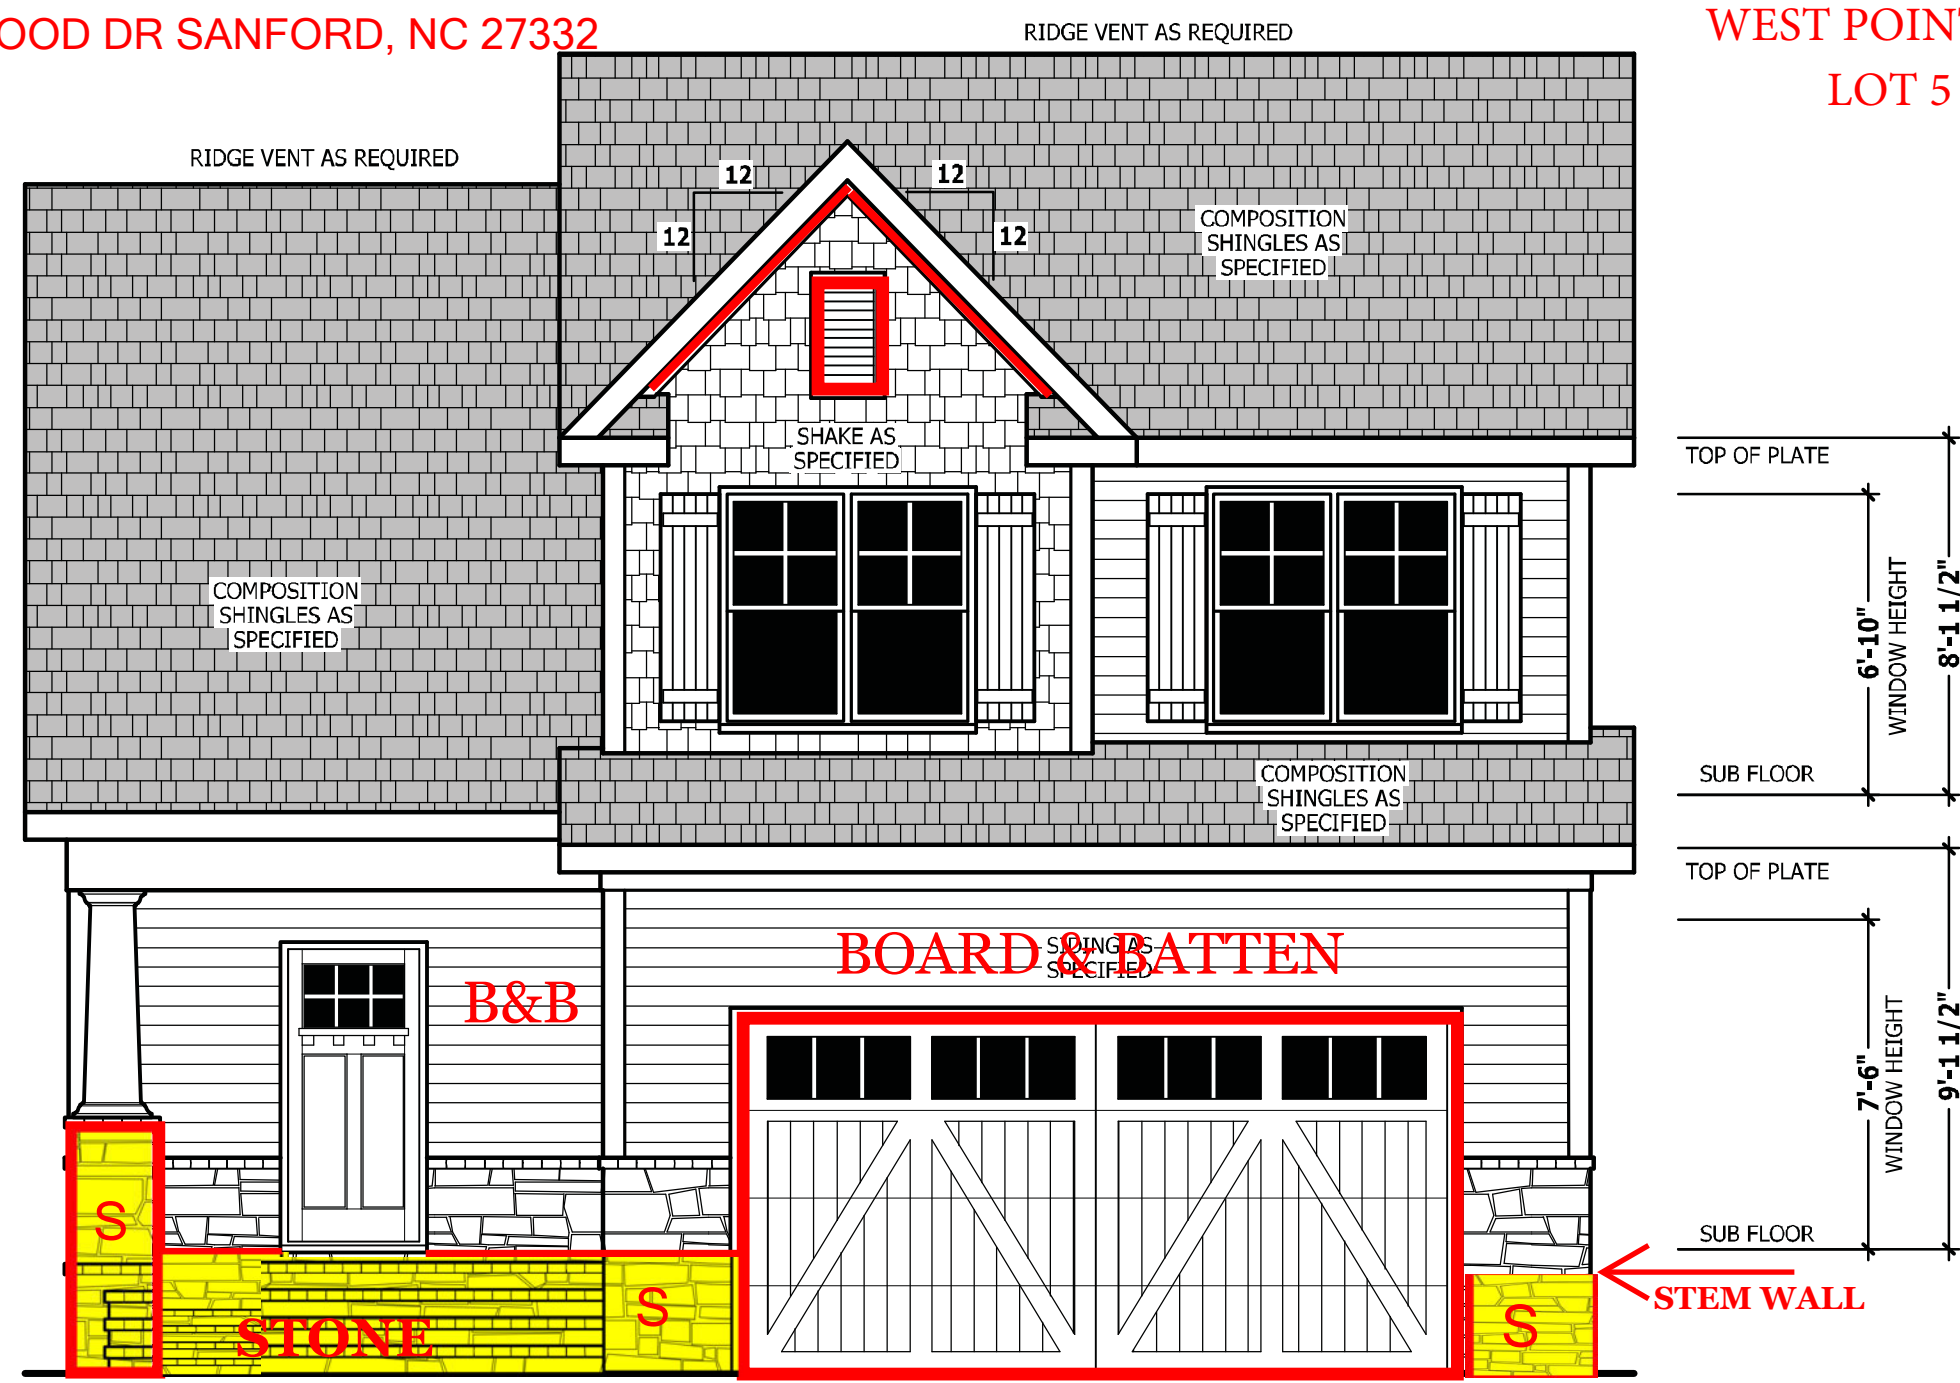 OOD DR SANFORD, NC 27332
RIDGE VENT AS REQUIRED
WEST POIN
LOT 5
RIDGE VENT AS REQUIRED
12
12
12
12
COMPOSITION
SHINGLES AS
SPECIFIED
SHAKE AS
SPECIFIED
TOP OF PLATE
COMPOSITION
SHINGLES AS
SPECIFIED
6'-10"
WINDOW HEIGHT
8'-1 1/2"
COMPOSITION
SHINGLES AS
SPECIFIED
SUB FLOOR
TOP OF PLATE
BOARD & BATTEN
SIDING AS
SPECIFIED
B&B
7'-6"
WINDOW HEIGHT
9'-1 1/2"
S
SUB FLOOR
STEM WALL
S
S
STONE